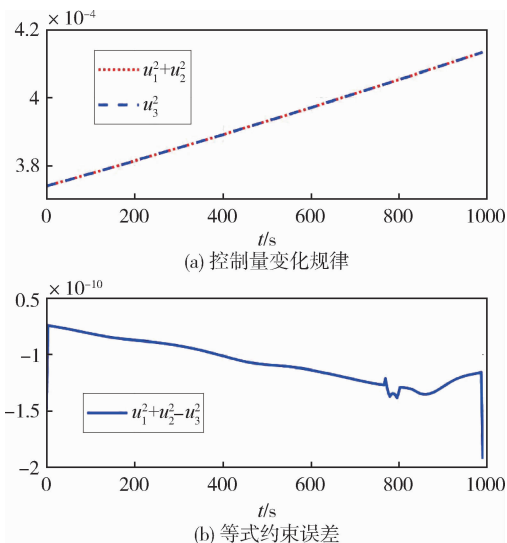 × 10⁻⁴
4.2
4
3.8
u₁²+u₂²
u₃²
0 200 400 600 800 1000
t/s
(a) 控制量变化规律
× 10⁻¹⁰
0.5
-1
-1.5
-2
u₁²+u₂²-u₃²
0 200 400 600 800 1000
t/s
(b) 等式约束误差